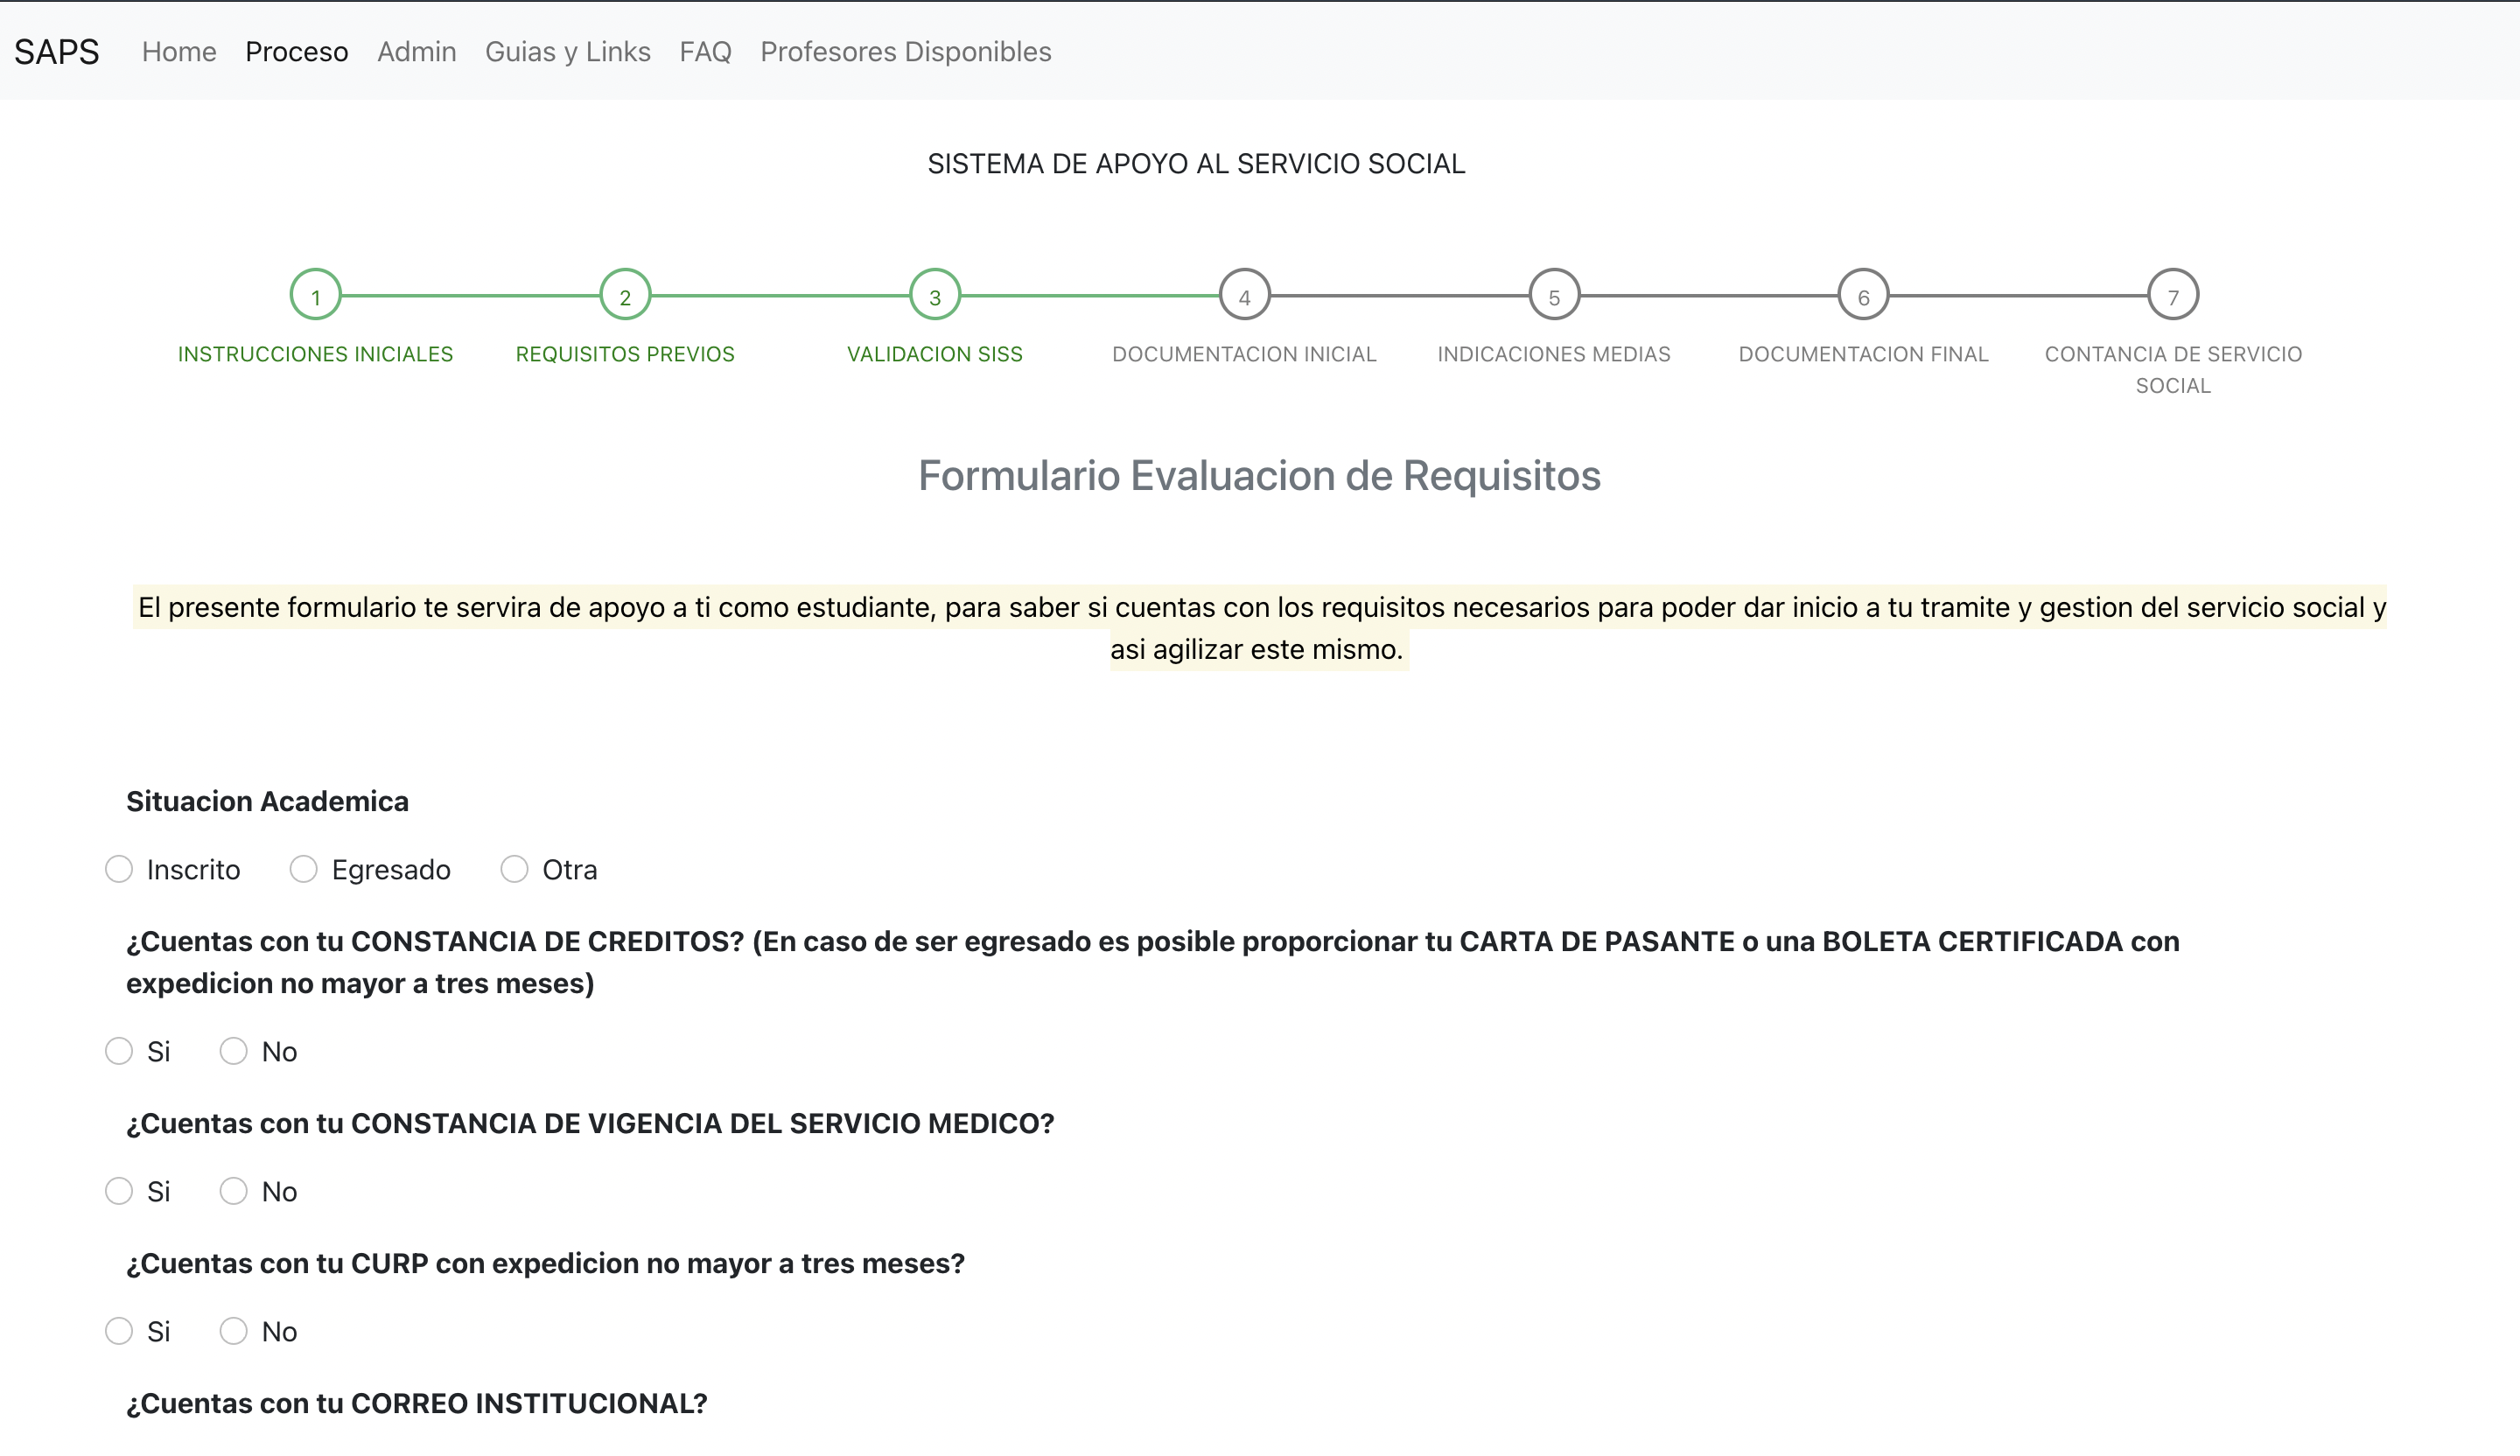 SAPS Home Proceso Admin Guias y Links FAQ Profesores Disponibles
SISTEMA DE APOYO AL SERVICIO SOCIAL
1 2 3 4 5 6 7
INSTRUCCIONES INICIALES REQUISITOS PREVIOS VALIDACION SISS DOCUMENTACION INICIAL INDICACIONES MEDIAS DOCUMENTACION FINAL CONTANCIA DE SERVICIO
SOCIAL
Formulario Evaluacion de Requisitos
El presente formulario te servira de apoyo a ti como estudiante, para saber si cuentas con los requisitos necesarios para poder dar inicio a tu tramite y gestion del servicio social y
asi agilizar este mismo.
Situacion Academica
Inscrito Egresado Otra
¿Cuentas con tu CONSTANCIA DE CREDITOS? (En caso de ser egresado es posible proporcionar tu CARTA DE PASANTE o una BOLETA CERTIFICADA con
expedicion no mayor a tres meses)
Si No
¿Cuentas con tu CONSTANCIA DE VIGENCIA DEL SERVICIO MEDICO?
Si No
¿Cuentas con tu CURP con expedicion no mayor a tres meses?
Si No
¿Cuentas con tu CORREO INSTITUCIONAL?